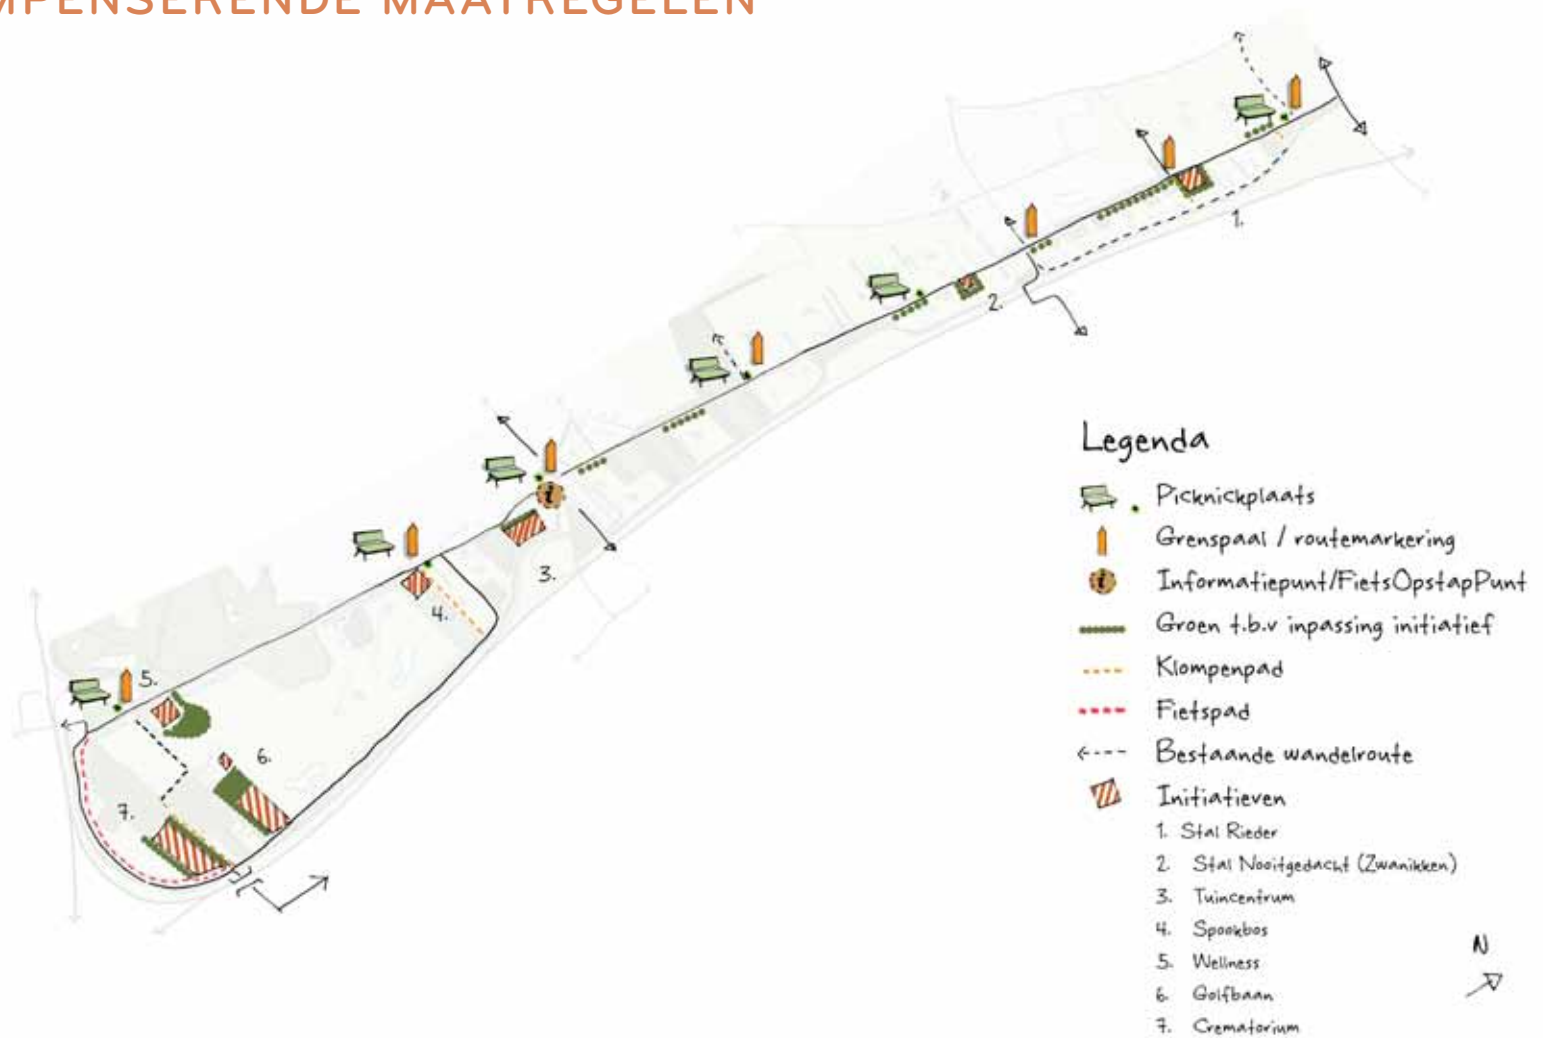 MPENSERENDE MAATREGELEN
1.
2.
i
3.
4.
5.
6.
7.
Legenda
Picknickplaats
Grenspaal / routemarkering
i Informatiepunt/FietsOpstapPunt
Groen t.b.v inpassing initiatief
Klompenpad
Fietspad
Bestaande wandelroute
Initiatieven
1. Stal Rieder
2. Stal Nooitgedacht (Zwanikken)
3. Tuincentrum
4. Spookbos
5. Wellness
6. Golfbaan
7. Crematorium
N